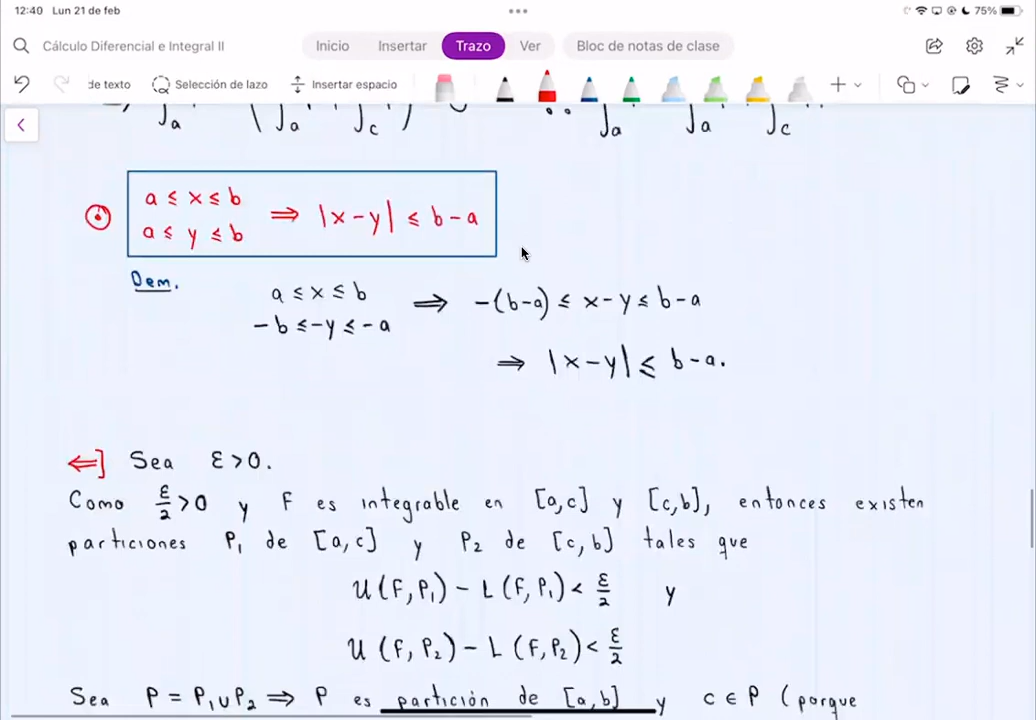 12:40 Lun 21 de feb 75%
Cálculo Diferencial e Integral II Inicio Insertar Trazo Ver Bloc de notas de clase
de texto Selección de lazo Insertar espacio
∫a (∫a ∫c) ∫a ∫a ∫c
a ≤ x ≤ b
a ≤ y ≤ b ⟹ |x-y| ≤ b-a
Dem.
a ≤ x ≤ b ⟹ -(b-a) ≤ x-y ≤ b-a
-b ≤ -y ≤ -a
⟹ |x-y| ≤ b-a.
⇐] Sea ε>0.
Como ε/2>0 y F es integrable en [a,c] y [c,b], entonces existen
particiones P₁ de [a,c] y P₂ de [c,b] tales que
U(F,P₁) - L(F,P₁) < ε/2 y
U(F,P₂) - L(F,P₂) < ε/2
Sea P = P₁∪P₂ ⟹ P es partición de [a,b] y c∈P (porque